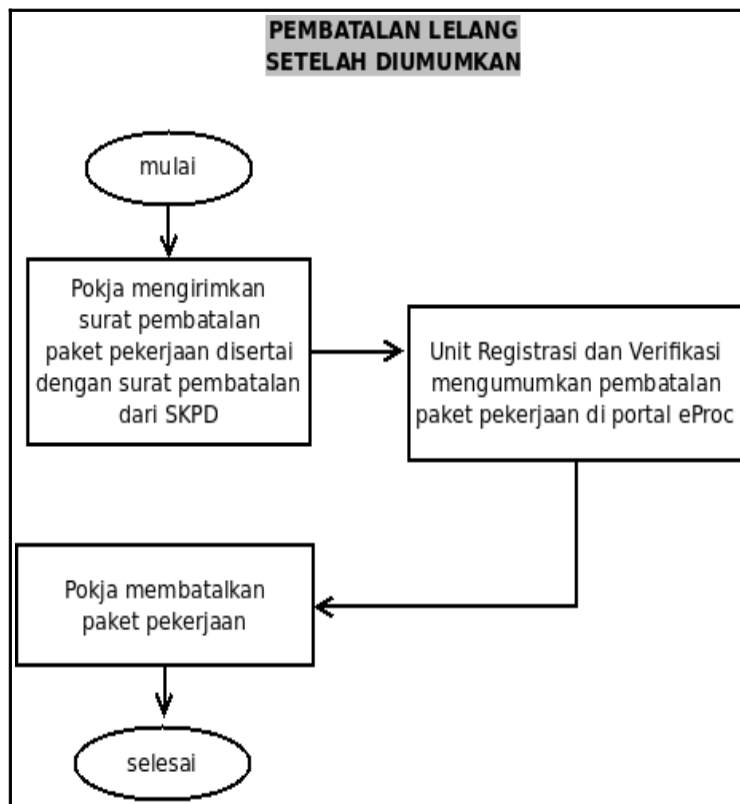 PEMBATALAN LELANG
SETELAH DIUMUMKAN
mulai
Pokja mengirimkan
surat pembatalan
paket pekerjaan disertai
dengan surat pembatalan
dari SKPD
Unit Registrasi dan Verifikasi
mengumumkan pembatalan
paket pekerjaan di portal eProc
Pokja membatalkan
paket pekerjaan
selesai